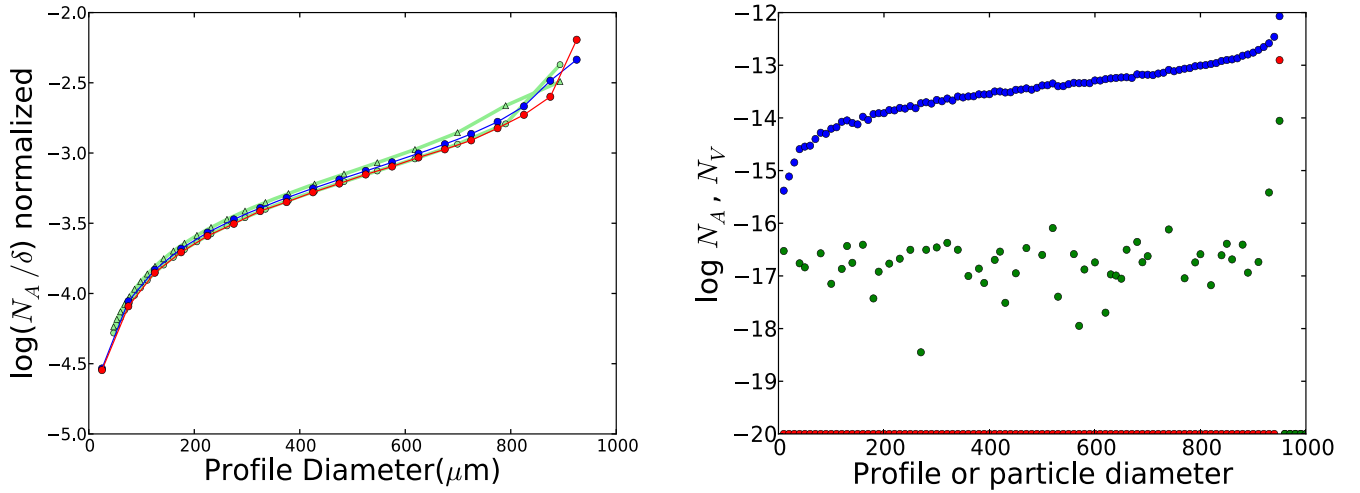 log(N_A/δ) normalized
−2.0
−2.5
−3.0
−3.5
−4.0
−4.5
−5.0
0 200 400 600 800 1000
Profile Diameter(μm)
log N_A, N_V
−12
−13
−14
−15
−16
−17
−18
−19
−20
0 200 400 600 800 1000
Profile or particle diameter